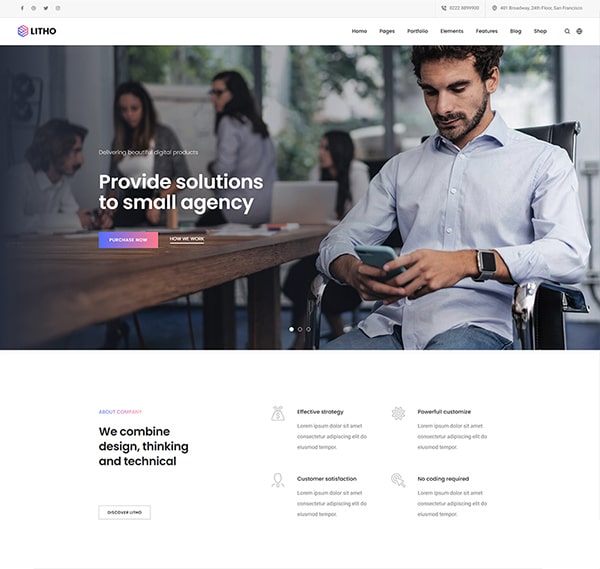 0222 8899900
401 Broadway, 24th Floor, San Francisco
LITHO
Home Pages Portfolio Elements Features Blog Shop
Delivering beautiful digital products
Provide solutions
to small agency
PURCHASE NOW
HOW WE WORK
ABOUT COMPANY
We combine
design, thinking
and technical
DISCOVER LITHO
Effective strategy
Lorem ipsum dolor sit amet
consectetur adipiscing elit do
eiusmod tempor.
Powerfull customize
Lorem ipsum dolor sit amet
consectetur adipiscing elit do
eiusmod tempor.
Customer satisfaction
Lorem ipsum dolor sit amet
consectetur adipiscing elit do
eiusmod tempor.
No coding required
Lorem ipsum dolor sit amet
consectetur adipiscing elit do
eiusmod tempor.